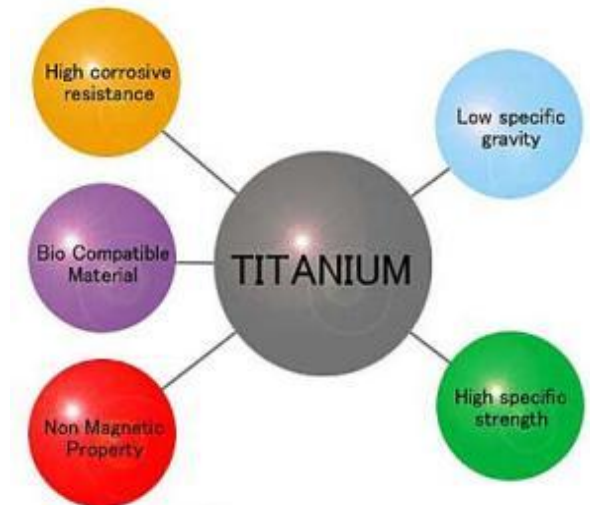 High corrosive
resistance
Low specific
gravity
Bio Compatible
Material
TITANIUM
Non Magnetic
Property
High specific
strength